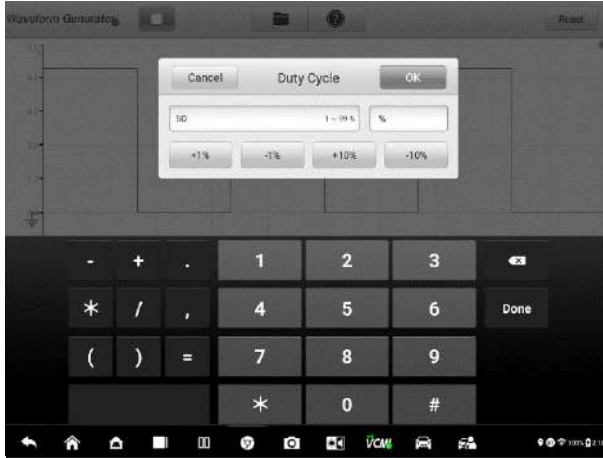 Waveform Generator
Reset
Cancel Duty Cycle OK
50 1 ~ 99 % %
+1% -1% +10% -10%
- + . 1 2 3
* / , 4 5 6 Done
( ) = 7 8 9
* 0 #
VCMI 100%